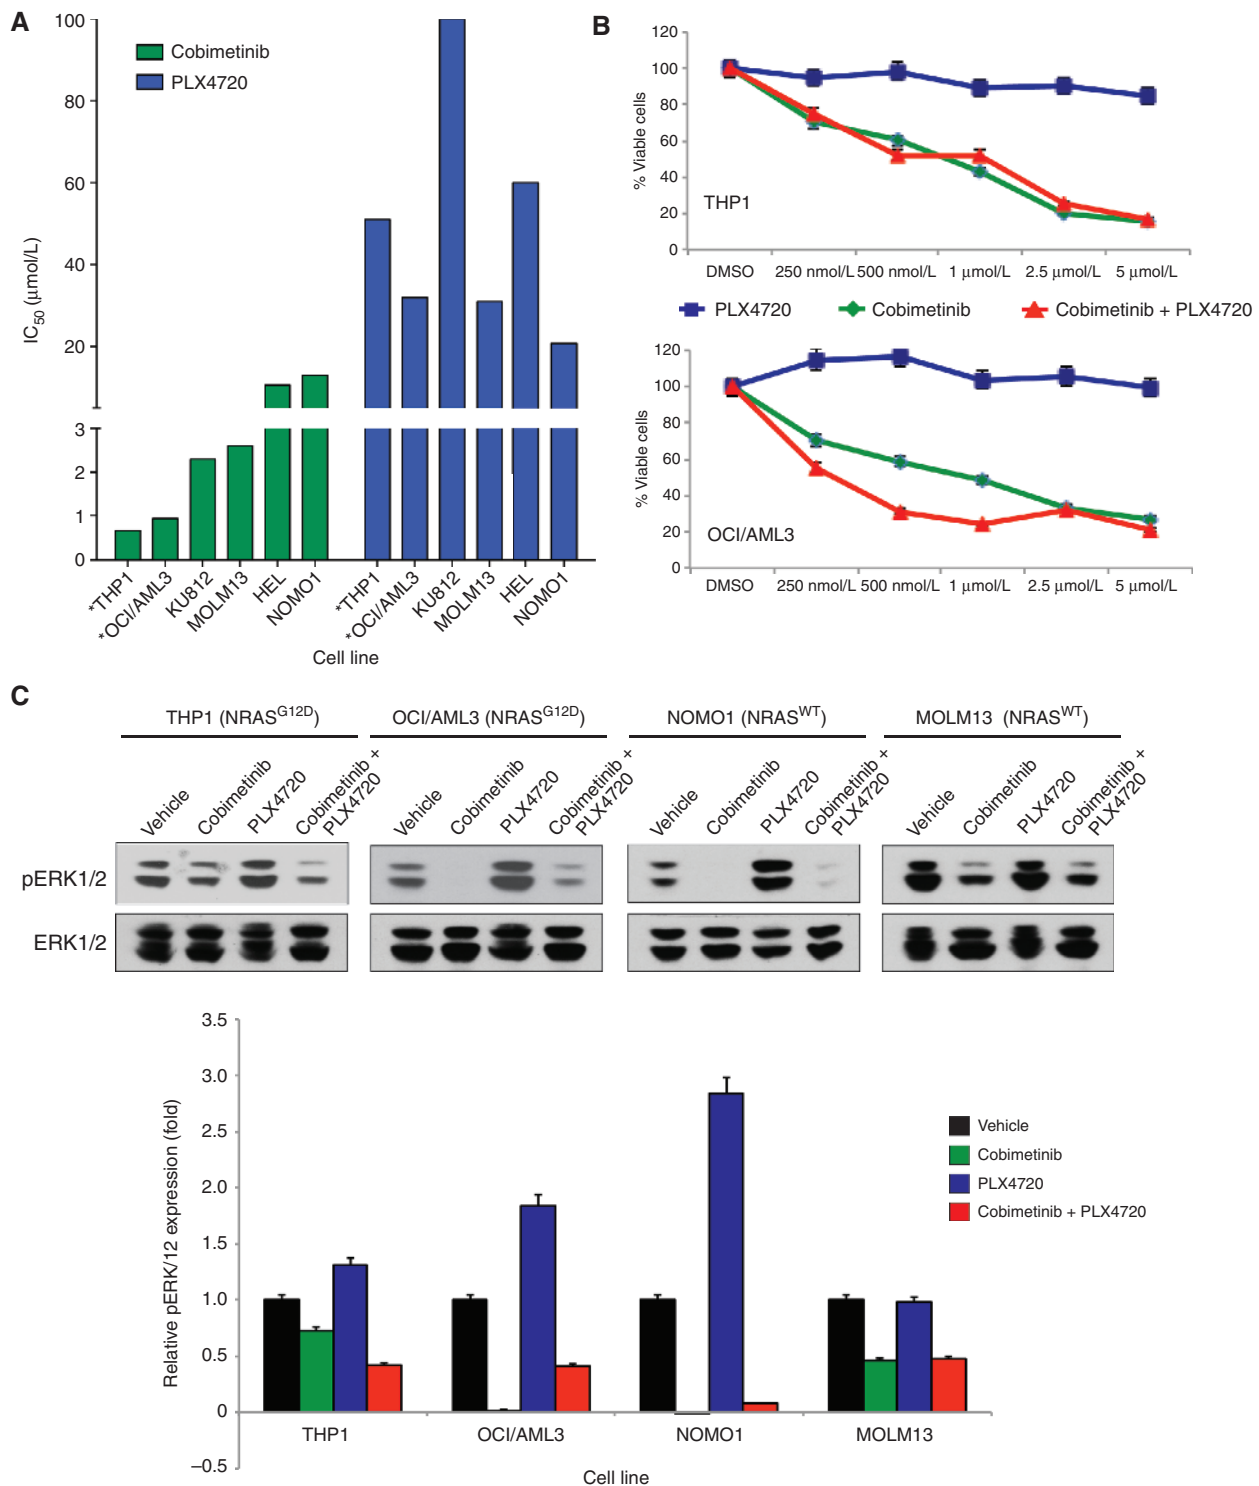 A
100
80
60
40
20
3
2
1
0
IC50 (μmol/L)
Cobimetinib
PLX4720
*THP1
*OCI/AML3
KU812
MOLM13
HEL
NOMO1
*THP1
*OCI/AML3
KU812
MOLM13
HEL
NOMO1
Cell line
B
120
100
80
60
40
20
0
% Viable cells
THP1
DMSO 250 nmol/L 500 nmol/L 1 μmol/L 2.5 μmol/L 5 μmol/L
PLX4720 Cobimetinib Cobimetinib + PLX4720
120
100
80
60
40
20
0
% Viable cells
OCI/AML3
DMSO 250 nmol/L 500 nmol/L 1 μmol/L 2.5 μmol/L 5 μmol/L
C
THP1 (NRASG12D) OCI/AML3 (NRASG12D) NOMO1 (NRASWT) MOLM13 (NRASWT)
Vehicle
Cobimetinib
PLX4720
Cobimetinib +
PLX4720
Vehicle
Cobimetinib
PLX4720
Cobimetinib +
PLX4720
Vehicle
Cobimetinib
PLX4720
Cobimetinib +
PLX4720
Vehicle
Cobimetinib
PLX4720
Cobimetinib +
PLX4720
pERK1/2
ERK1/2
3.5
3.0
2.5
2.0
1.5
1.0
0.5
0
–0.5
Relative pERK/12 expression (fold)
Vehicle
Cobimetinib
PLX4720
Cobimetinib + PLX4720
THP1 OCI/AML3 NOMO1 MOLM13
Cell line